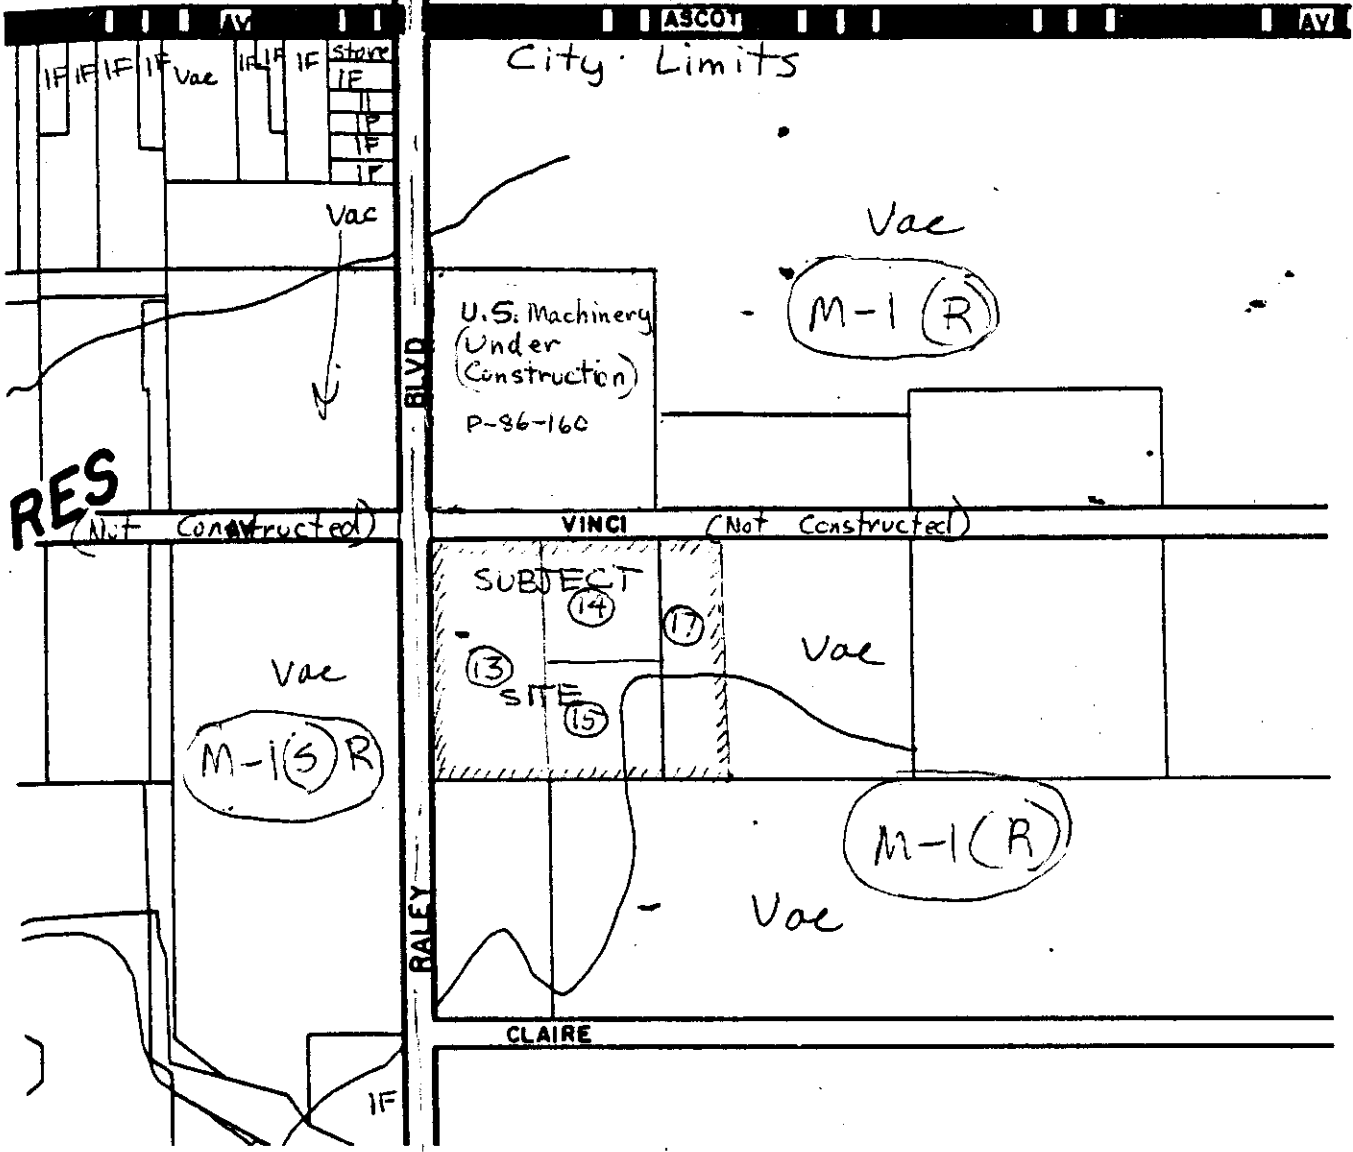 AV ASCOT AV
City Limits
1F 1F 1F 1F Vac 1F 1F 1F Store
1F
1F
1F
1F
Vac
Vac
M-1 (R)
U.S. Machinery
(Under
Construction)
P-86-160
BLVD
RES
(Not Constructed) AV
VINCI (Not Constructed)
SUBJECT
14
17
13
SITE
15
Vac
Vac
M-1(S)R
M-1(R)
Vac
RALEY
CLAIRE
1F